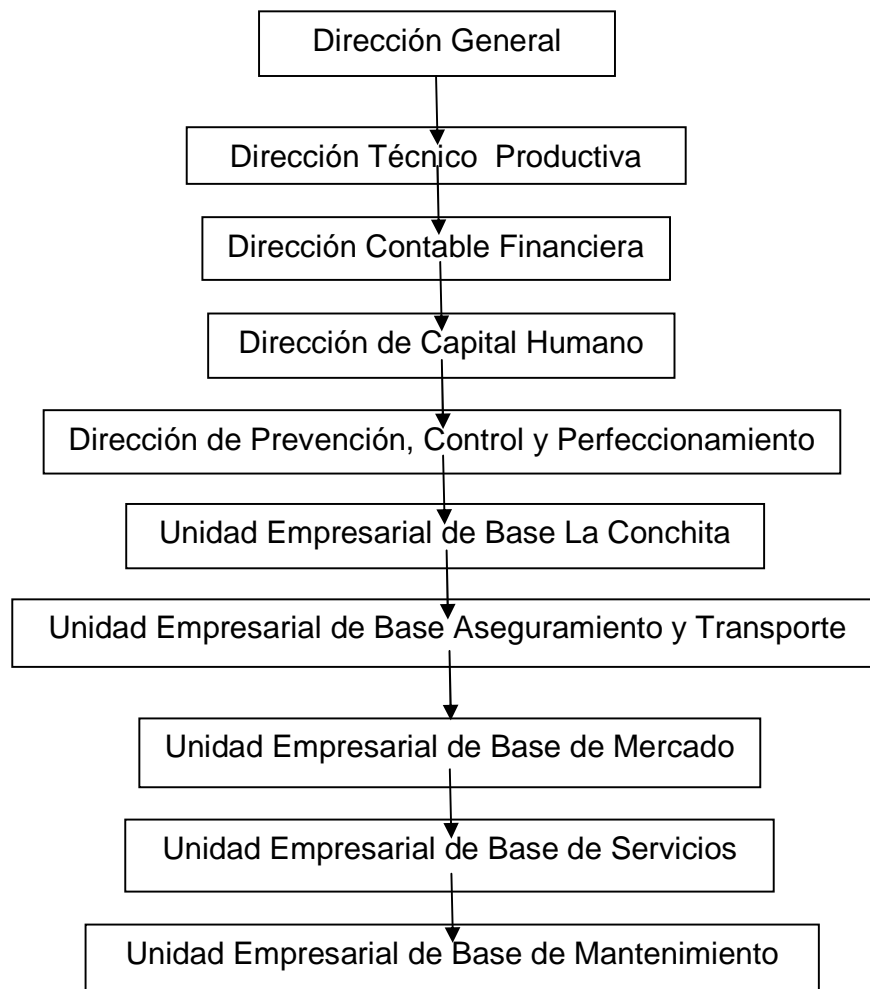 Dirección General
Dirección Técnico Productiva
Dirección Contable Financiera
Dirección de Capital Humano
Dirección de Prevención, Control y Perfeccionamiento
Unidad Empresarial de Base La Conchita
Unidad Empresarial de Base Aseguramiento y Transporte
Unidad Empresarial de Base de Mercado
Unidad Empresarial de Base de Servicios
Unidad Empresarial de Base de Mantenimiento